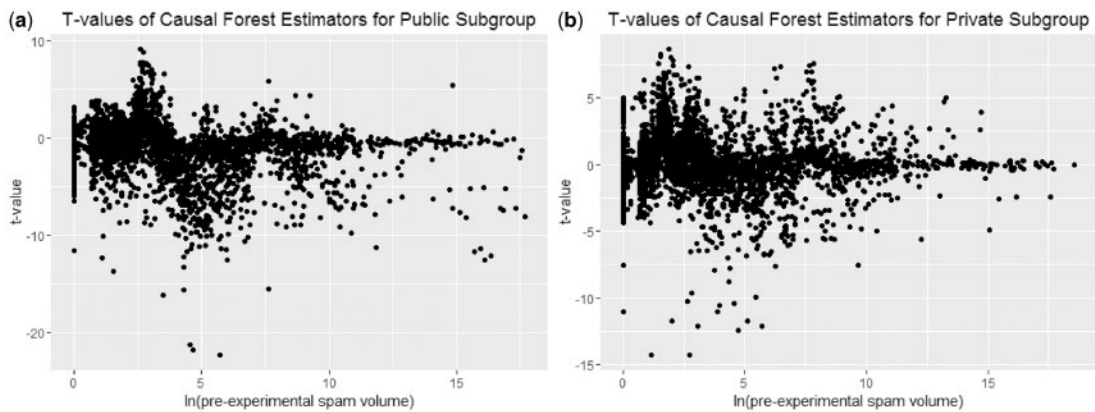 (a) T-values of Causal Forest Estimators for Public Subgroup
10
0
-10
-20
t-value
0 5 10 15
ln(pre-experimental spam volume)
(b) T-values of Causal Forest Estimators for Private Subgroup
5
0
-5
-10
-15
t-value
0 5 10 15
ln(pre-experimental spam volume)